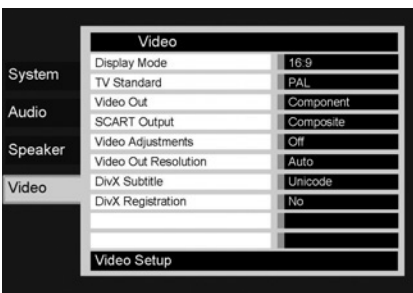 Video
System
Audio
Speaker
Video
Display Mode 16:9
TV Standard PAL
Video Out Component
SCART Output Composite
Video Adjustments Off
Video Out Resolution Auto
DivX Subtitle Unicode
DivX Registration No
Video Setup